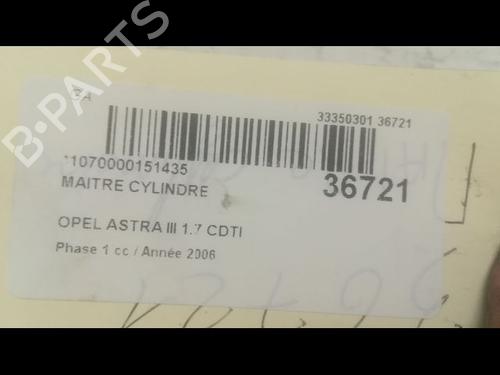 B-PARTS
33350301 36721
11070000151435
36721
MAITRE CYLINDRE
OPEL ASTRA III 1.7 CDTI
Phase 1 cc / Année 2006